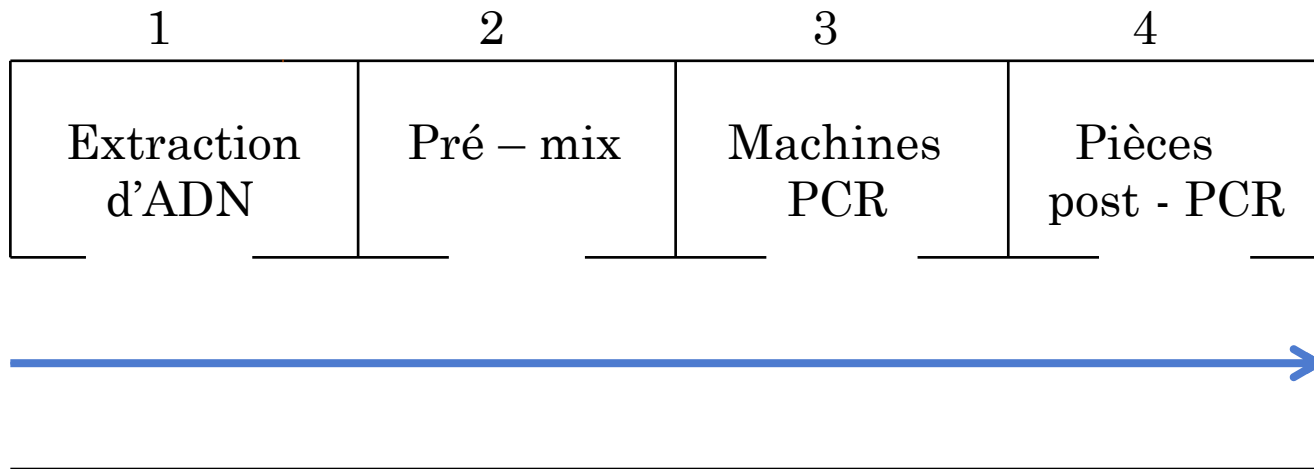 1 2 3 4
Extraction d'ADN
Pré – mix
Machines PCR
Pièces post - PCR